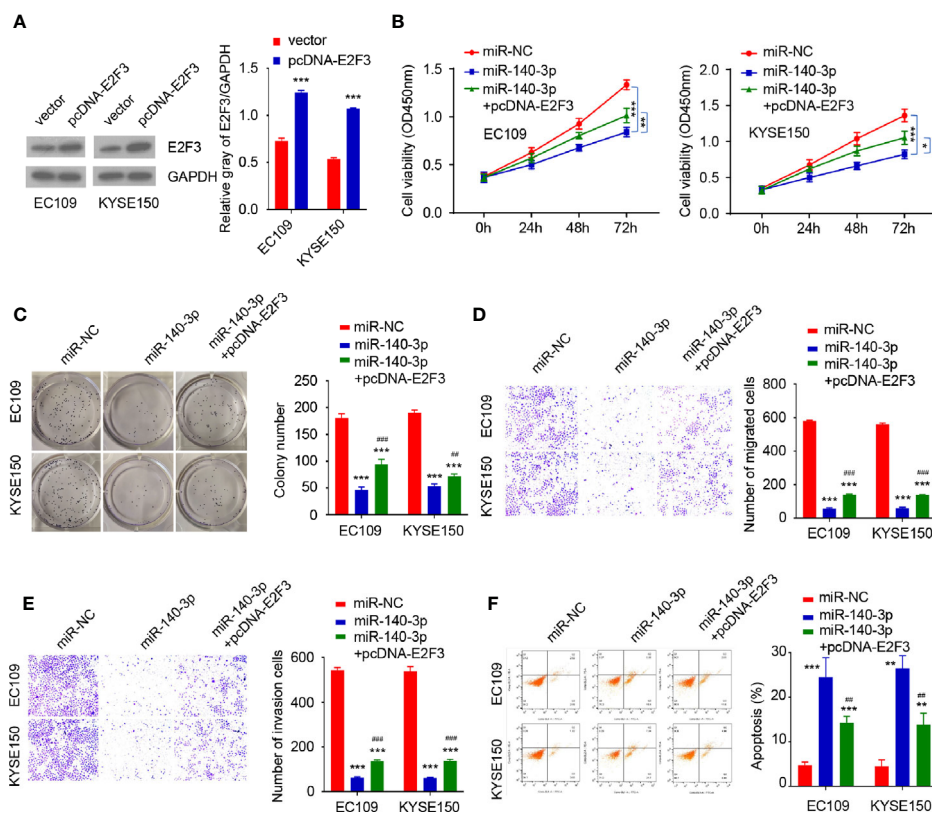 A
vector
pcDNA-E2F3
vector
pcDNA-E2F3
E2F3
GAPDH
EC109
KYSE150
vector
pcDNA-E2F3
Relative gray of E2F3/GAPDH
1.5
1.0
0.5
0.0
***
***
EC109
KYSE150
B
miR-NC
miR-140-3p
miR-140-3p
+pcDNA-E2F3
EC109
Cell viability (OD450nm)
1.5
1.0
0.5
0.0
0h
24h
48h
72h
***
**
miR-NC
miR-140-3p
miR-140-3p
+pcDNA-E2F3
KYSE150
Cell viability (OD450nm)
2.0
1.5
1.0
0.5
0.0
0h
24h
48h
72h
***
*
C
miR-NC
miR-140-3p
miR-140-3p
+pcDNA-E2F3
EC109
KYSE150
miR-NC
miR-140-3p
miR-140-3p
+pcDNA-E2F3
Colony number
250
200
150
100
50
0
***
###
***
***
##
***
EC109
KYSE150
D
miR-NC
miR-140-3p
miR-140-3p
+pcDNA-E2F3
EC109
KYSE150
miR-NC
miR-140-3p
miR-140-3p
+pcDNA-E2F3
Number of migrated cells
800
600
400
200
0
***
###
***
***
###
***
EC109
KYSE150
E
miR-NC
miR-140-3p
miR-140-3p
+pcDNA-E2F3
EC109
KYSE150
miR-NC
miR-140-3p
miR-140-3p
+pcDNA-E2F3
Number of invasion cells
600
400
200
0
***
###
***
***
###
***
EC109
KYSE150
F
miR-NC
miR-140-3p
miR-140-3p
+pcDNA-E2F3
EC109
KYSE150
miR-NC
miR-140-3p
miR-140-3p
+pcDNA-E2F3
Apoptosis (%)
30
20
10
0
***
##
***
**
##
**
EC109
KYSE150